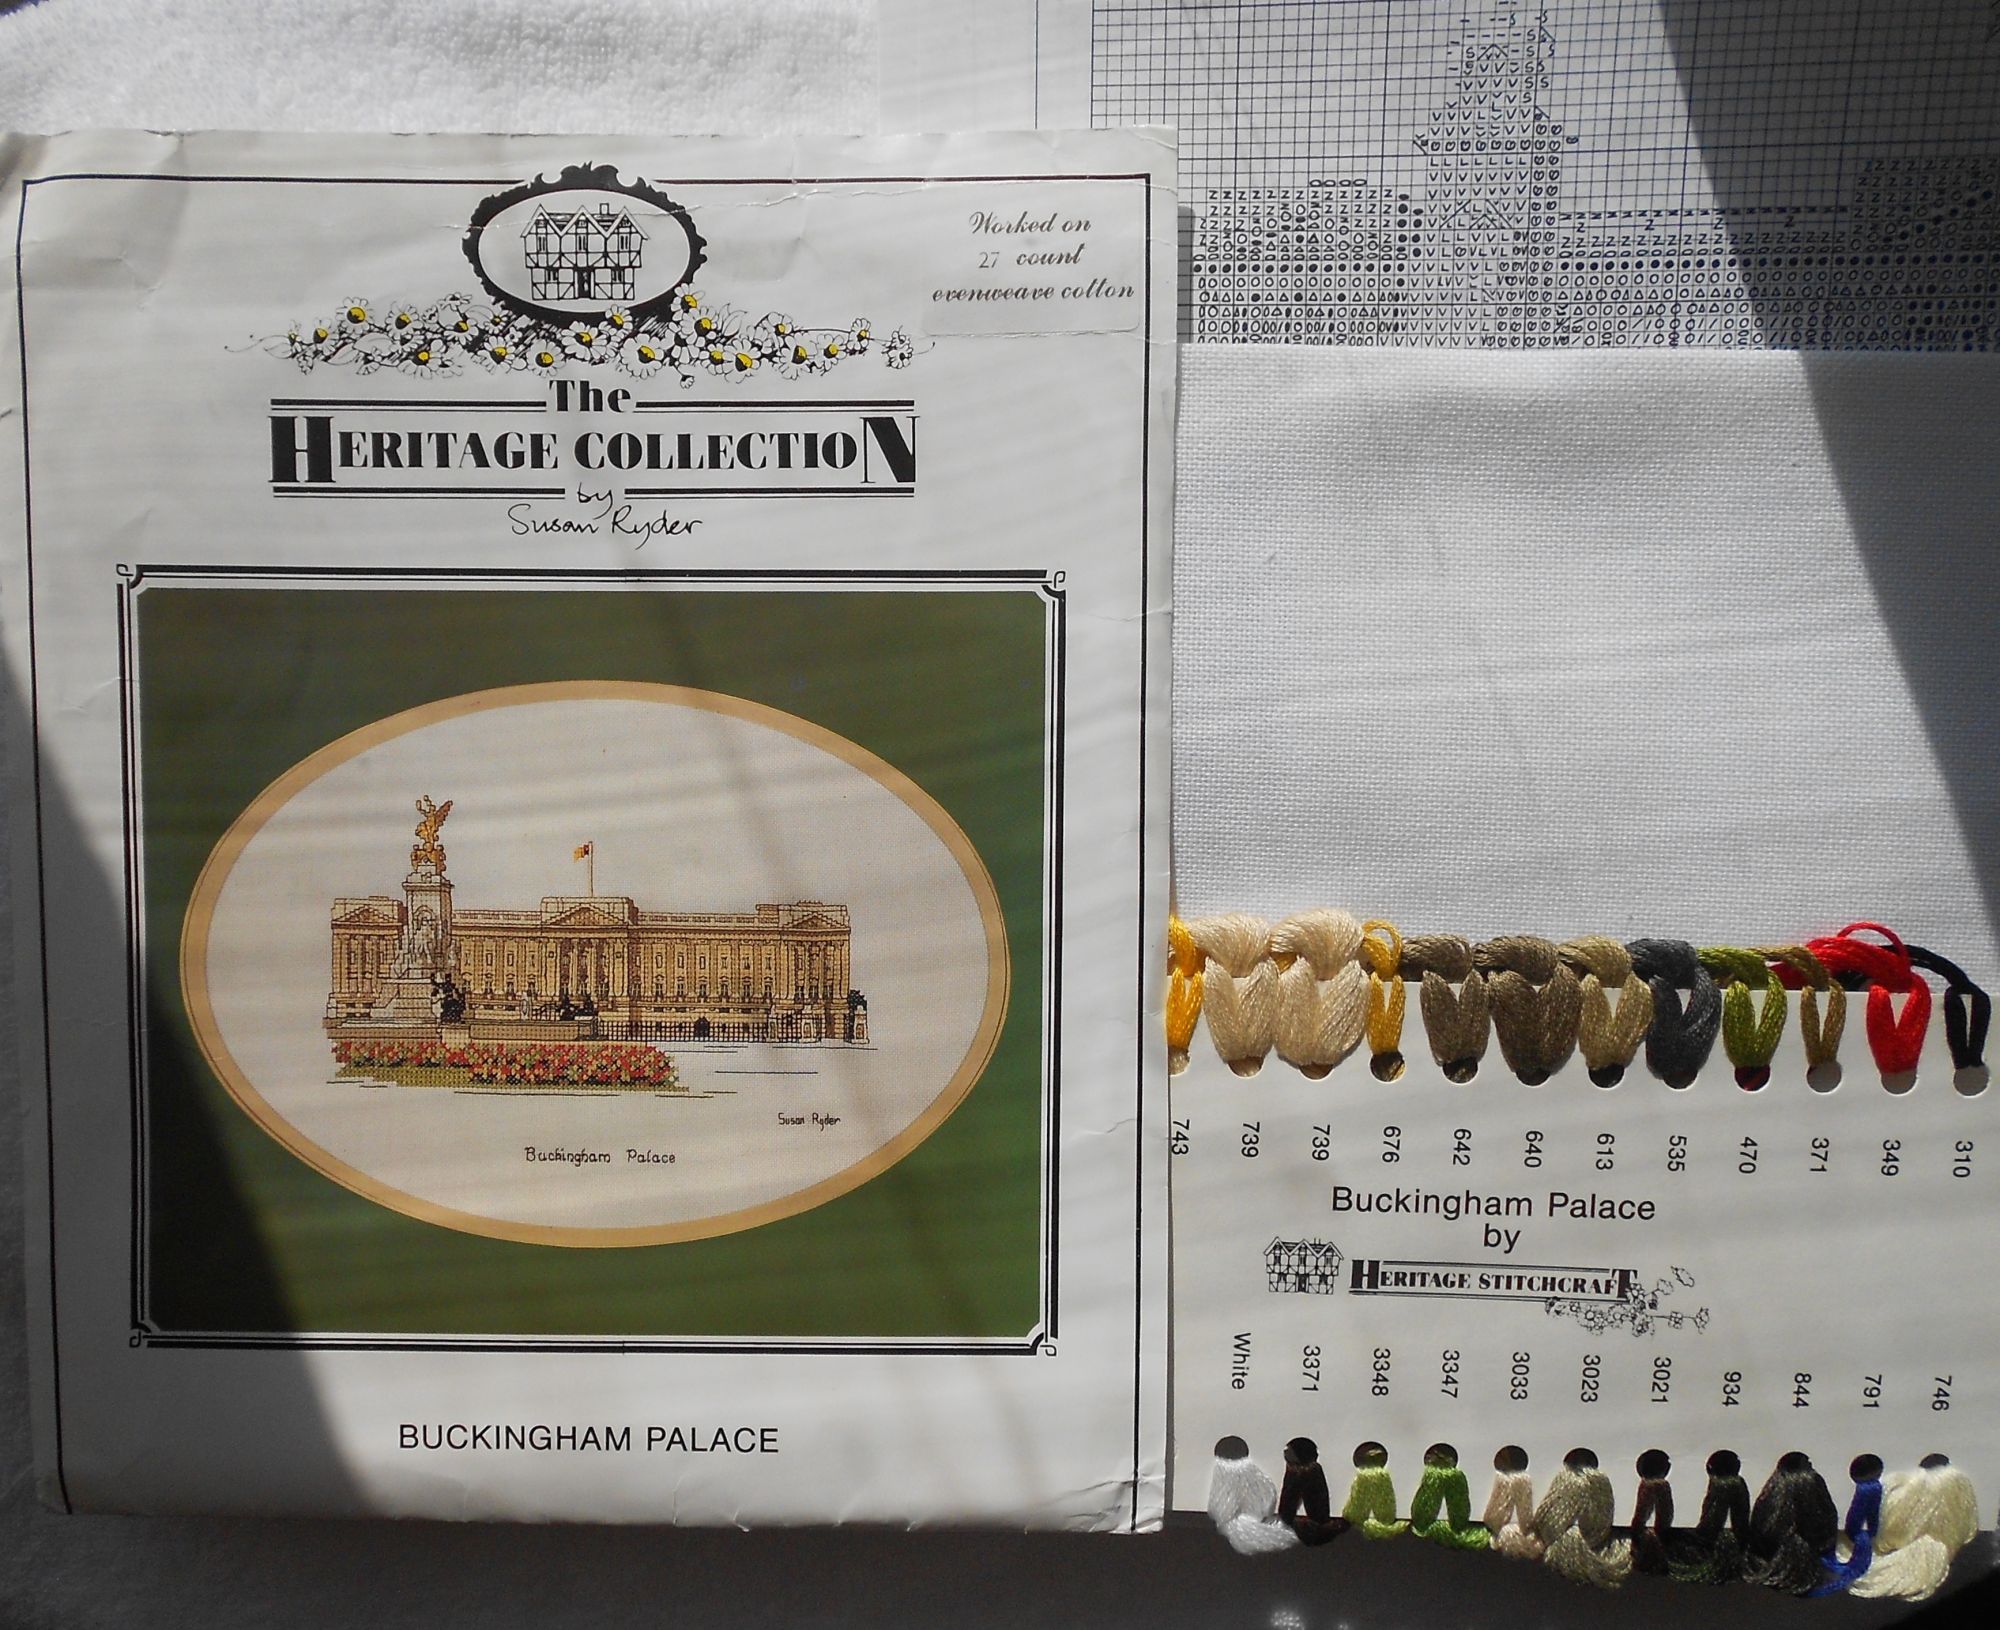 Worked on
27 count
evenweave cotton
The
HERITAGE COLLECTION
by
Susan Ryder
Susan Ryder
Buckingham Palace
BUCKINGHAM PALACE
743 739 739 676 642 640 613 535 470 371 349 310
Buckingham Palace
by
HERITAGE STITCHCRAFT
White 3371 3348 3347 3033 3023 3021 934 844 791 746